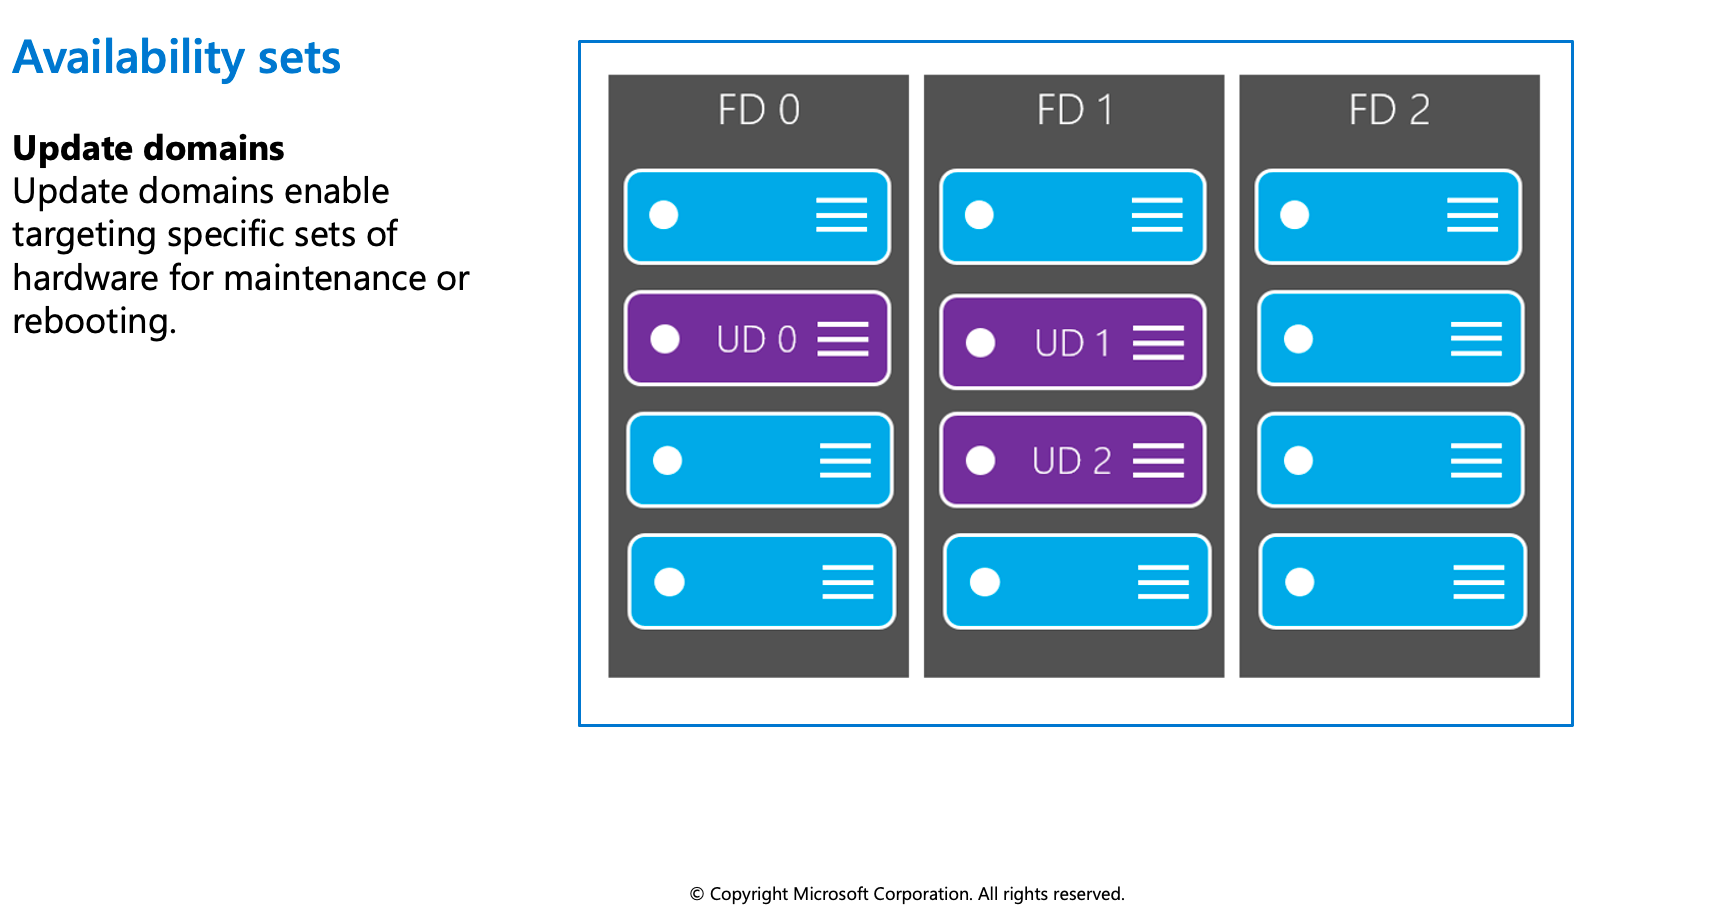 Availability sets
Update domains
Update domains enable
targeting specific sets of
hardware for maintenance or
rebooting.
FD 0
FD 1
FD 2
UD 0
UD 1
UD 2
© Copyright Microsoft Corporation. All rights reserved.